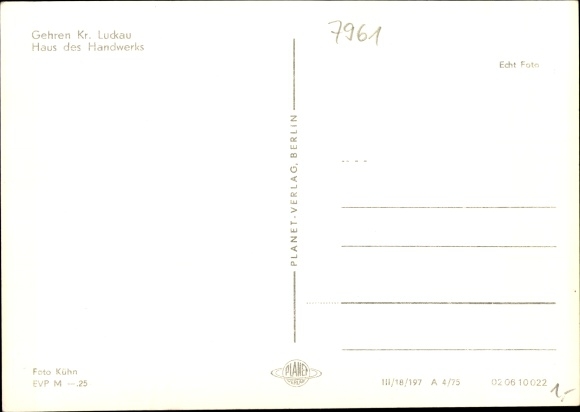 Gehren Kr. Luckau
Haus des Handwerks
7961
Echt Foto
PLANET-VERLAG, BERLIN
Foto Kühn
EVP M —.25
PLANET
III/18/197 A 4/75 02 06 10 022
1,-